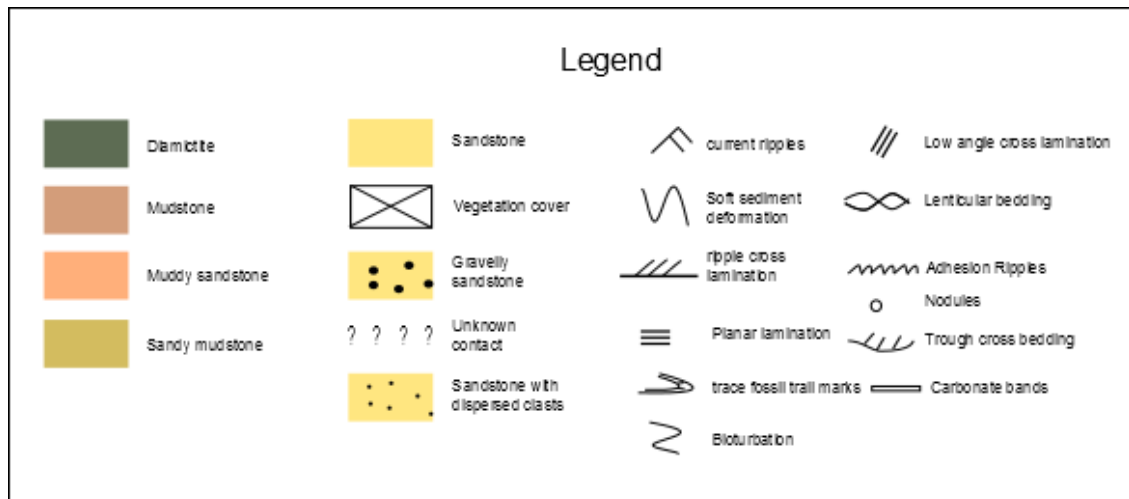 Legend
Diamictite
Mudstone
Muddy sandstone
Sandy mudstone
Sandstone
Vegetation cover
Gravelly
sandstone
? ? ? ?
Unknown
contact
Sandstone with
dispersed clasts
current ripples
Soft sediment
deformation
ripple cross
lamination
Planar lamination
trace fossil trail marks
Bioturbation
Low angle cross lamination
Lenticular bedding
Adhesion Ripples
Nodules
Trough cross bedding
Carbonate bands